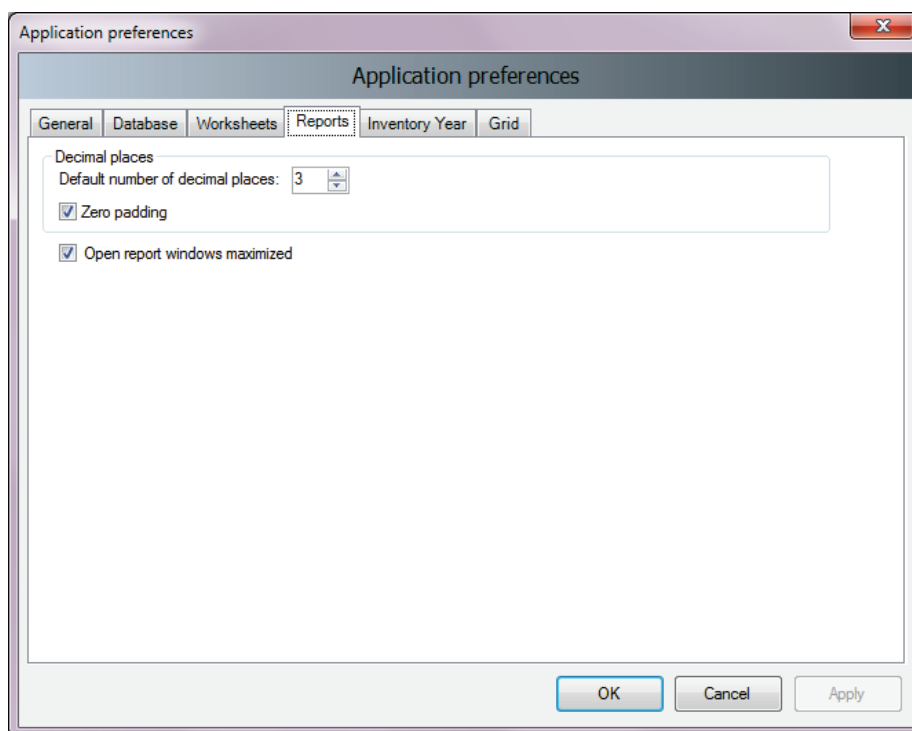 Application preferences
Application preferences
General Database Worksheets Reports Inventory Year Grid
Decimal places
Default number of decimal places: 3
Zero padding
Open report windows maximized
OK Cancel Apply